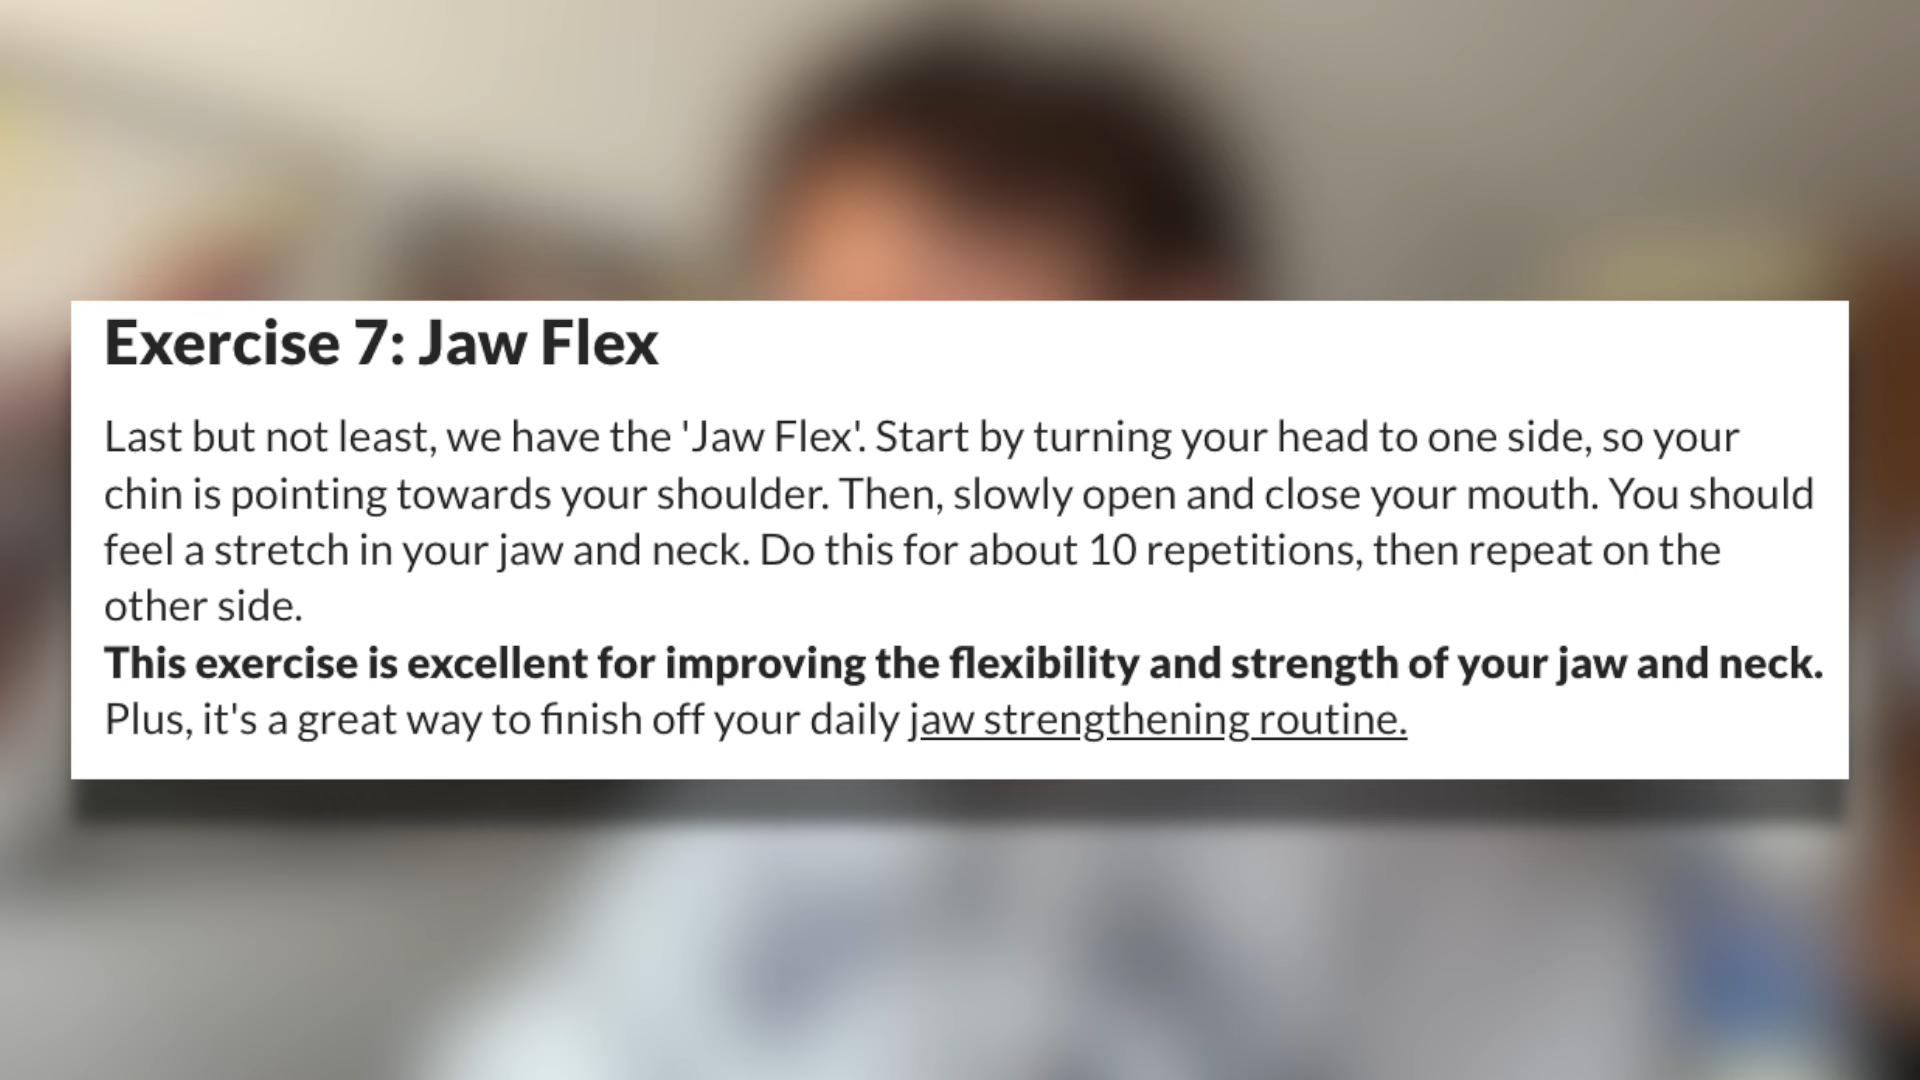 Exercise 7: Jaw Flex
Last but not least, we have the 'Jaw Flex'. Start by turning your head to one side, so your
chin is pointing towards your shoulder. Then, slowly open and close your mouth. You should
feel a stretch in your jaw and neck. Do this for about 10 repetitions, then repeat on the
other side.
This exercise is excellent for improving the flexibility and strength of your jaw and neck.
Plus, it's a great way to finish off your daily jaw strengthening routine.